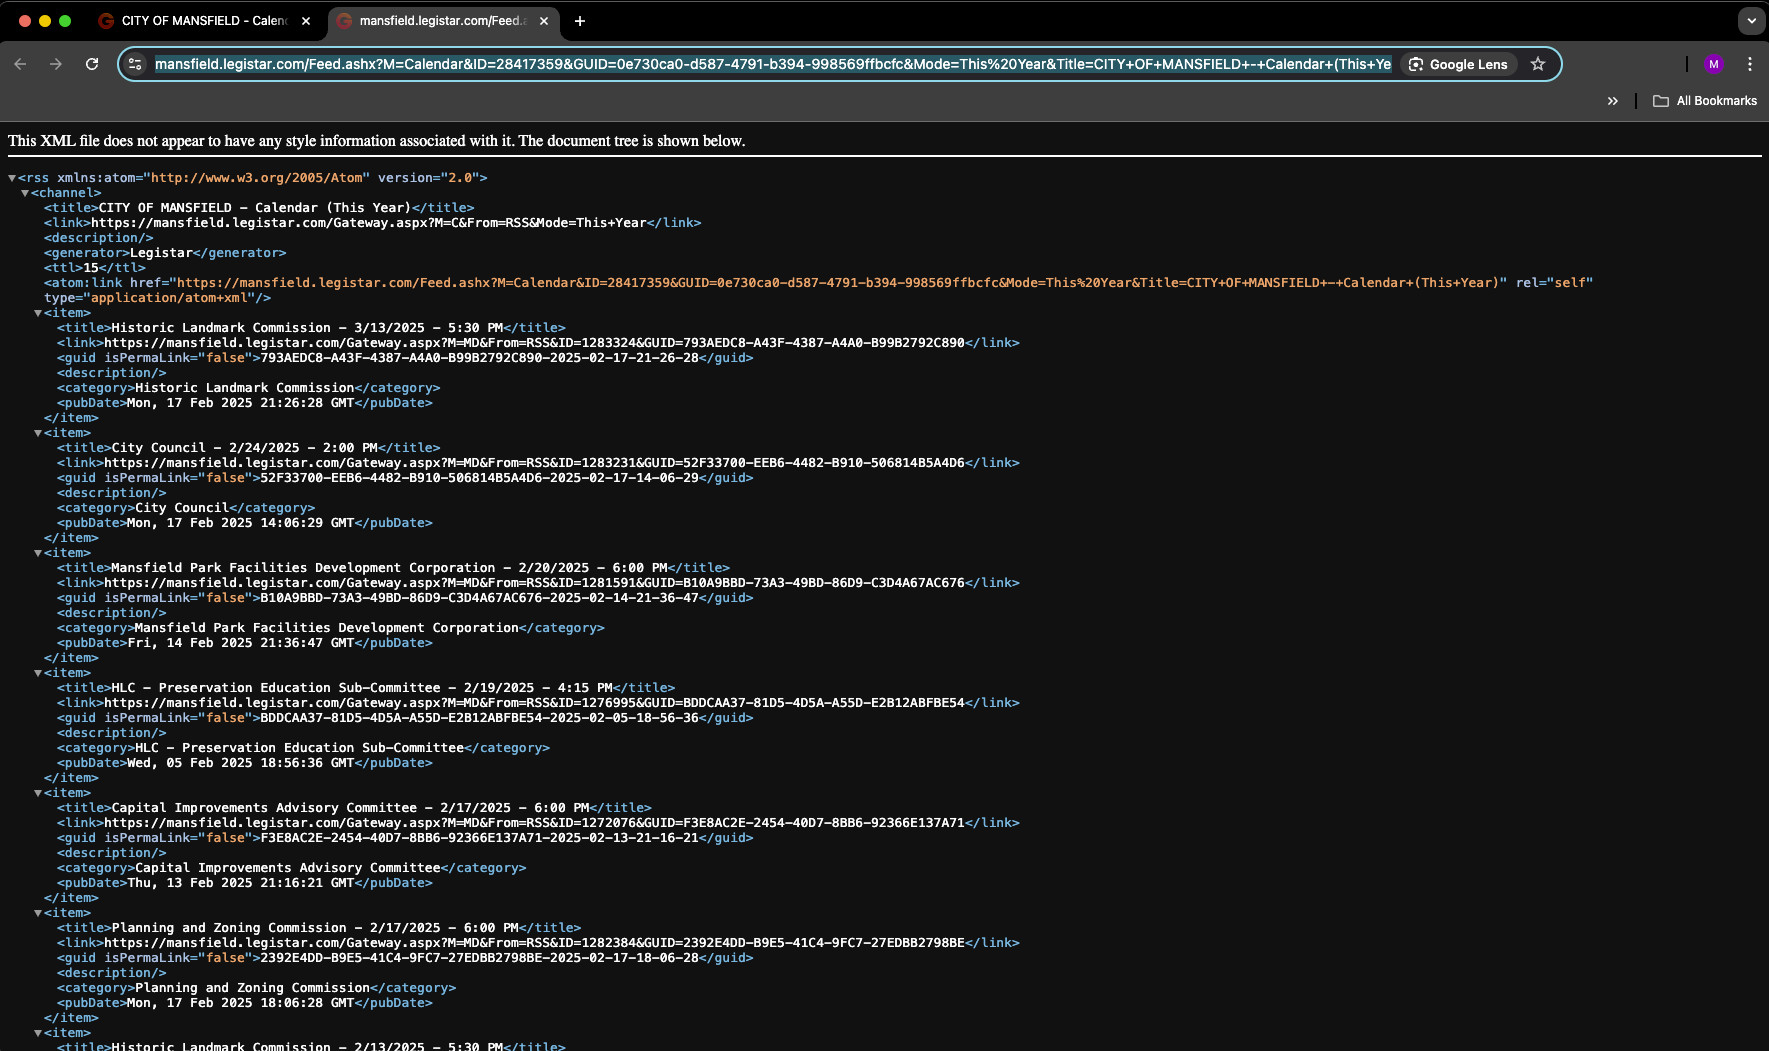 CITY OF MANSFIELD - Calen
mansfield.legistar.com/Feed.a
mansfield.legistar.com/Feed.ashx?M=Calendar&ID=28417359&GUID=0e730ca0-d587-4791-b394-998569ffbcfc&Mode=This%20Year&Title=CITY+OF+MANSFIELD+-+Calendar+(This+Ye
Google Lens
M
All Bookmarks
This XML file does not appear to have any style information associated with it. The document tree is shown below.
<rss xmlns:atom="http://www.w3.org/2005/Atom" version="2.0">
<channel>
<title>CITY OF MANSFIELD - Calendar (This Year)</title>
<link>https://mansfield.legistar.com/Gateway.aspx?M=C&From=RSS&Mode=This+Year</link>
<description/>
<generator>Legistar</generator>
<ttl>15</ttl>
<atom:link href="https://mansfield.legistar.com/Feed.ashx?M=Calendar&ID=28417359&GUID=0e730ca0-d587-4791-b394-998569ffbcfc&Mode=This%20Year&Title=CITY+OF+MANSFIELD+-+Calendar+(This+Year)" rel="self"
type="application/atom+xml"/>
<item>
<title>Historic Landmark Commission - 3/13/2025 - 5:30 PM</title>
<link>https://mansfield.legistar.com/Gateway.aspx?M=MD&From=RSS&ID=1283324&GUID=793AEDC8-A43F-4387-A4A0-B99B2792C890</link>
<guid isPermaLink="false">793AEDC8-A43F-4387-A4A0-B99B2792C890-2025-02-17-21-26-28</guid>
<description/>
<category>Historic Landmark Commission</category>
<pubDate>Mon, 17 Feb 2025 21:26:28 GMT</pubDate>
</item>
<item>
<title>City Council - 2/24/2025 - 2:00 PM</title>
<link>https://mansfield.legistar.com/Gateway.aspx?M=MD&From=RSS&ID=1283231&GUID=52F33700-EEB6-4482-B910-506814B5A4D6</link>
<guid isPermaLink="false">52F33700-EEB6-4482-B910-506814B5A4D6-2025-02-17-14-06-29</guid>
<description/>
<category>City Council</category>
<pubDate>Mon, 17 Feb 2025 14:06:29 GMT</pubDate>
</item>
<item>
<title>Mansfield Park Facilities Development Corporation - 2/20/2025 - 6:00 PM</title>
<link>https://mansfield.legistar.com/Gateway.aspx?M=MD&From=RSS&ID=1281591&GUID=B10A9BBD-73A3-49BD-86D9-C3D4A67AC676</link>
<guid isPermaLink="false">B10A9BBD-73A3-49BD-86D9-C3D4A67AC676-2025-02-14-21-36-47</guid>
<description/>
<category>Mansfield Park Facilities Development Corporation</category>
<pubDate>Fri, 14 Feb 2025 21:36:47 GMT</pubDate>
</item>
<item>
<title>HLC - Preservation Education Sub-Committee - 2/19/2025 - 4:15 PM</title>
<link>https://mansfield.legistar.com/Gateway.aspx?M=MD&From=RSS&ID=1276995&GUID=BDDCAA37-81D5-4D5A-A55D-E2B12ABFBE54</link>
<guid isPermaLink="false">BDDCAA37-81D5-4D5A-A55D-E2B12ABFBE54-2025-02-05-18-56-36</guid>
<description/>
<category>HLC - Preservation Education Sub-Committee</category>
<pubDate>Wed, 05 Feb 2025 18:56:36 GMT</pubDate>
</item>
<item>
<title>Capital Improvements Advisory Committee - 2/17/2025 - 6:00 PM</title>
<link>https://mansfield.legistar.com/Gateway.aspx?M=MD&From=RSS&ID=1272076&GUID=F3E8AC2E-2454-40D7-8BB6-92366E137A71</link>
<guid isPermaLink="false">F3E8AC2E-2454-40D7-8BB6-92366E137A71-2025-02-13-21-16-21</guid>
<description/>
<category>Capital Improvements Advisory Committee</category>
<pubDate>Thu, 13 Feb 2025 21:16:21 GMT</pubDate>
</item>
<item>
<title>Planning and Zoning Commission - 2/17/2025 - 6:00 PM</title>
<link>https://mansfield.legistar.com/Gateway.aspx?M=MD&From=RSS&ID=1282384&GUID=2392E4DD-B9E5-41C4-9FC7-27EDBB2798BE</link>
<guid isPermaLink="false">2392E4DD-B9E5-41C4-9FC7-27EDBB2798BE-2025-02-17-18-06-28</guid>
<description/>
<category>Planning and Zoning Commission</category>
<pubDate>Mon, 17 Feb 2025 18:06:28 GMT</pubDate>
</item>
<item>
<title>Historic Landmark Commission - 2/13/2025 - 5:30 PM</title>